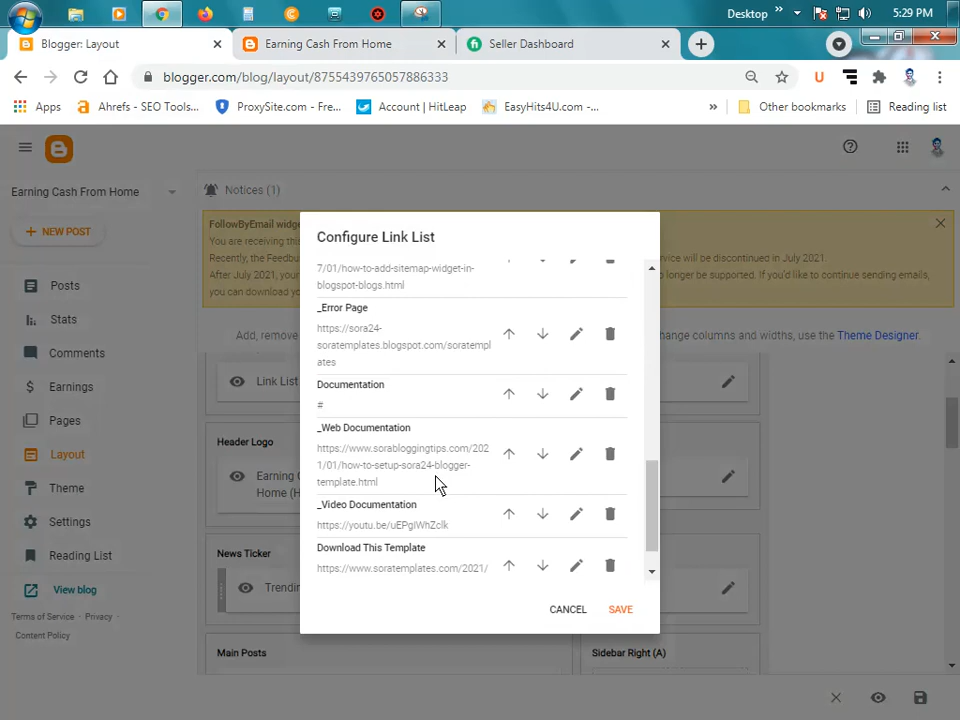 Desktop
»
5:29 PM
Blogger: Layout
Earning Cash From Home
Seller Dashboard
blogger.com/blog/layout/8755439765057886333
Apps
Ahrefs - SEO Tools...
ProxySite.com - Fre...
Account | HitLeap
EasyHits4U.com -...
»
Other bookmarks
Reading list
Earning Cash From Home
Notices (1)
NEW POST
FollowByEmail widge
You are receiving this
Recently, the Feedbu
vice will be discontinued in July 2021.
After July 2021, your
o longer be supported. If you'd like to continue sending emails,
you can download yo
Add, remove
change columns and widths, use the Theme Designer.
Posts
Stats
Comments
Earnings
Pages
Layout
Theme
Settings
Reading List
View blog
Terms of Service · Privacy ·
Content Policy
Link List
Header Logo
Earning C
Home (H
News Ticker
Trendin
Main Posts
Sidebar Right (A)
Configure Link List
7/01/how-to-add-sitemap-widget-in-
blogspot-blogs.html
_Error Page
https://sora24-
soratemplates.blogspot.com/soratempl
ates
Documentation
#
_Web Documentation
https://www.sorabloggingtips.com/202
1/01/how-to-setup-sora24-blogger-
template.html
_Video Documentation
https://youtu.be/uEPgIWhZclk
Download This Template
https://www.soratemplates.com/2021/
CANCEL
SAVE